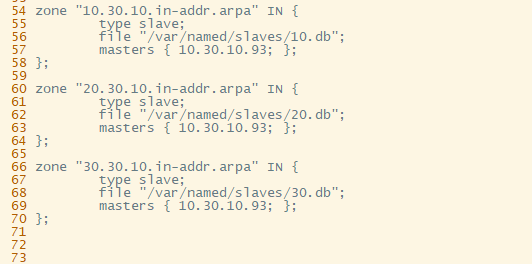 54 zone "10.30.10.in-addr.arpa" IN {
55         type slave;
56         file "/var/named/slaves/10.db";
57         masters { 10.30.10.93; };
58 };
59
60 zone "20.30.10.in-addr.arpa" IN {
61         type slave;
62         file "/var/named/slaves/20.db";
63         masters { 10.30.10.93; };
64 };
65
66 zone "30.30.10.in-addr.arpa" IN {
67         type slave;
68         file "/var/named/slaves/30.db";
69         masters { 10.30.10.93; };
70 };
71
72
73